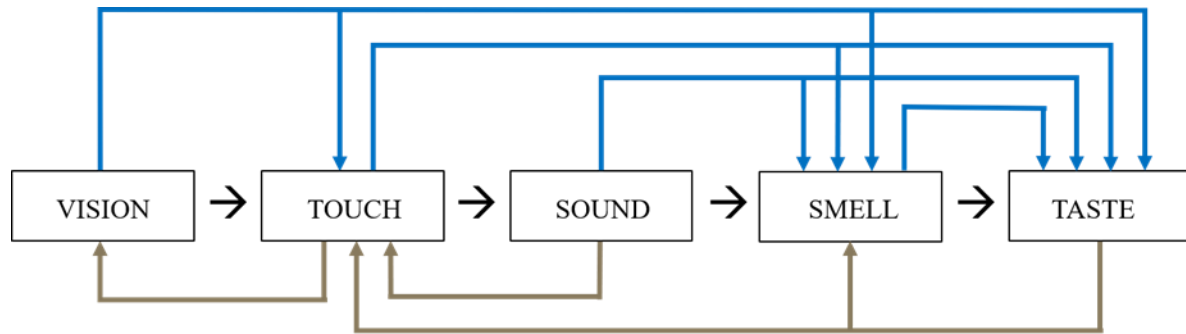 VISION
TOUCH
SOUND
SMELL
TASTE